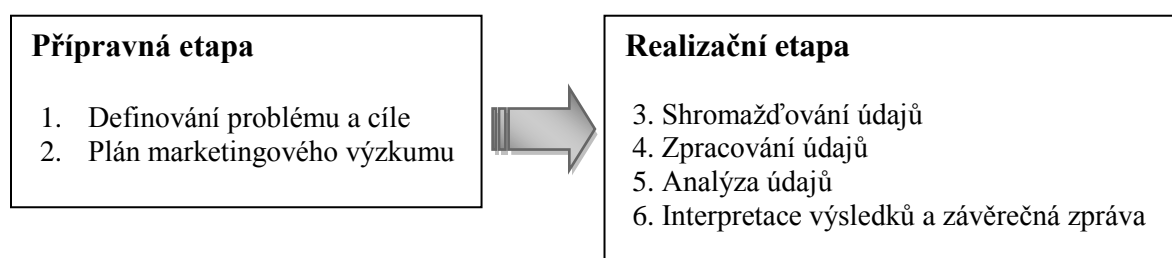 Přípravná etapa
1. Definování problému a cíle
2. Plán marketingového výzkumu
Realizační etapa
3. Shromažďování údajů
4. Zpracování údajů
5. Analýza údajů
6. Interpretace výsledků a závěrečná zpráva